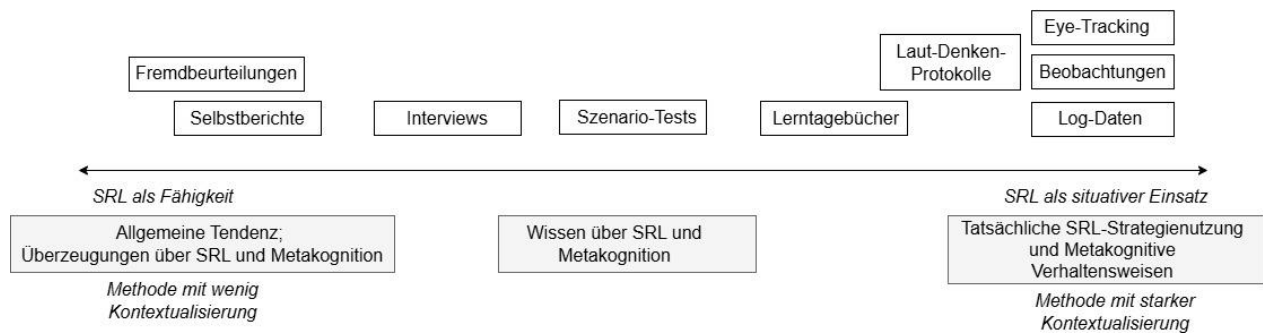 Eye-Tracking
Laut-Denken-
Protokolle
Fremdbeurteilungen
Beobachtungen
Selbstberichte
Interviews
Szenario-Tests
Lerntagebücher
Log-Daten
SRL als Fähigkeit
SRL als situativer Einsatz
Allgemeine Tendenz;
Überzeugungen über SRL und Metakognition
Wissen über SRL und
Metakognition
Tatsächliche SRL-Strategienutzung
und Metakognitive
Verhaltensweisen
Methode mit wenig
Kontextualisierung
Methode mit starker
Kontextualisierung